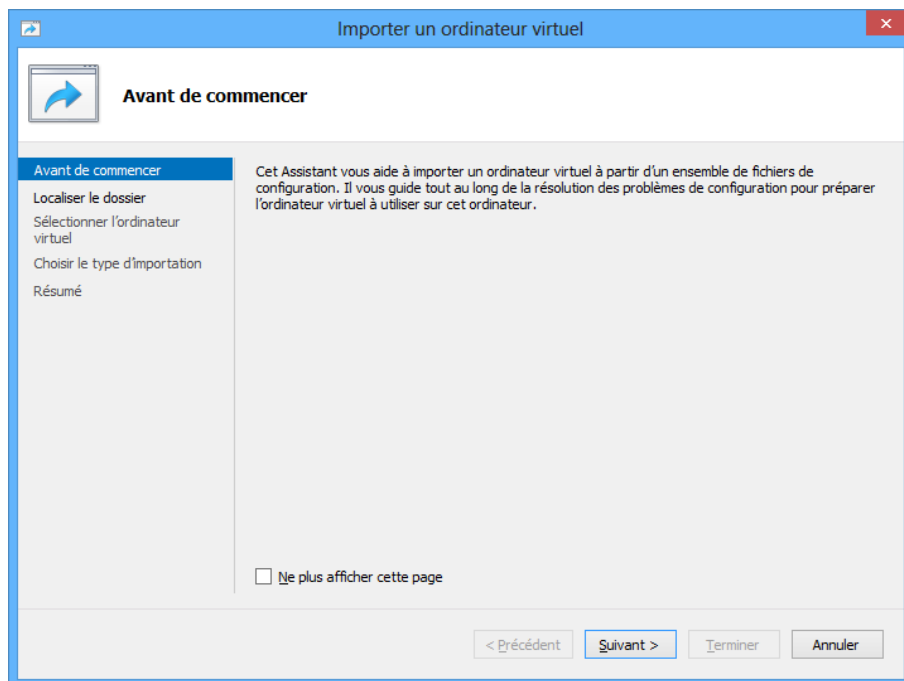 Importer un ordinateur virtuel
Avant de commencer
Avant de commencer
Localiser le dossier
Sélectionner l'ordinateur
virtuel
Choisir le type d'importation
Résumé
Cet Assistant vous aide à importer un ordinateur virtuel à partir d'un ensemble de fichiers de
configuration. Il vous guide tout au long de la résolution des problèmes de configuration pour préparer
l'ordinateur virtuel à utiliser sur cet ordinateur.
Ne plus afficher cette page
< Précédent
Suivant >
Terminer
Annuler